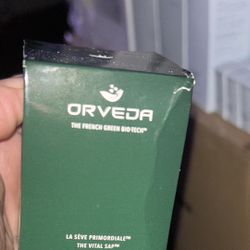 ORVEDA
THE FRENCH GREEN BIO-TECH™
LA SÈVE PRIMORDIALE™
THE VITAL SAP™